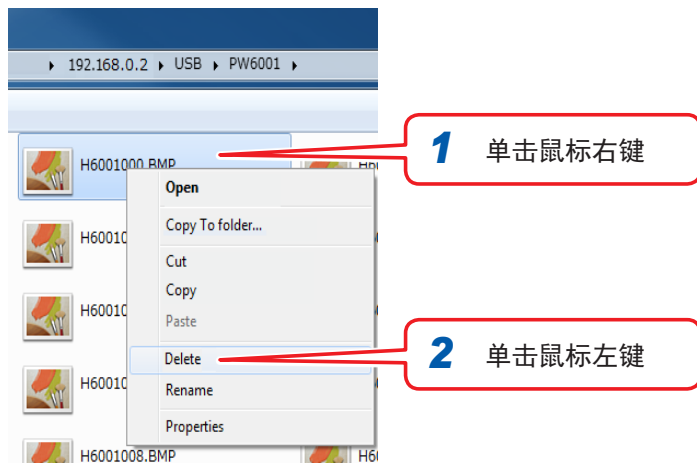 192.168.0.2 ▸ USB ▸ PW6001 ▸
H6001000.BMP
1 单击鼠标右键
Open
Copy To folder...
Cut
Copy
Paste
Delete
2 单击鼠标左键
Rename
Properties
H6001008.BMP